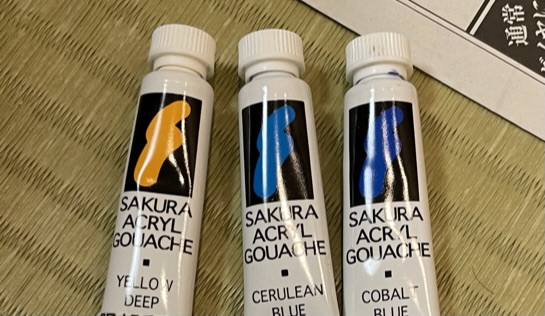 SAKURA
ACRYL
GOUACHE
YELLOW
DEEP
SAKURA
ACRYL
GOUACHE
CERULEAN
BLUE
SAKURA
ACRYL
GOUACHE
COBALT
BLUE